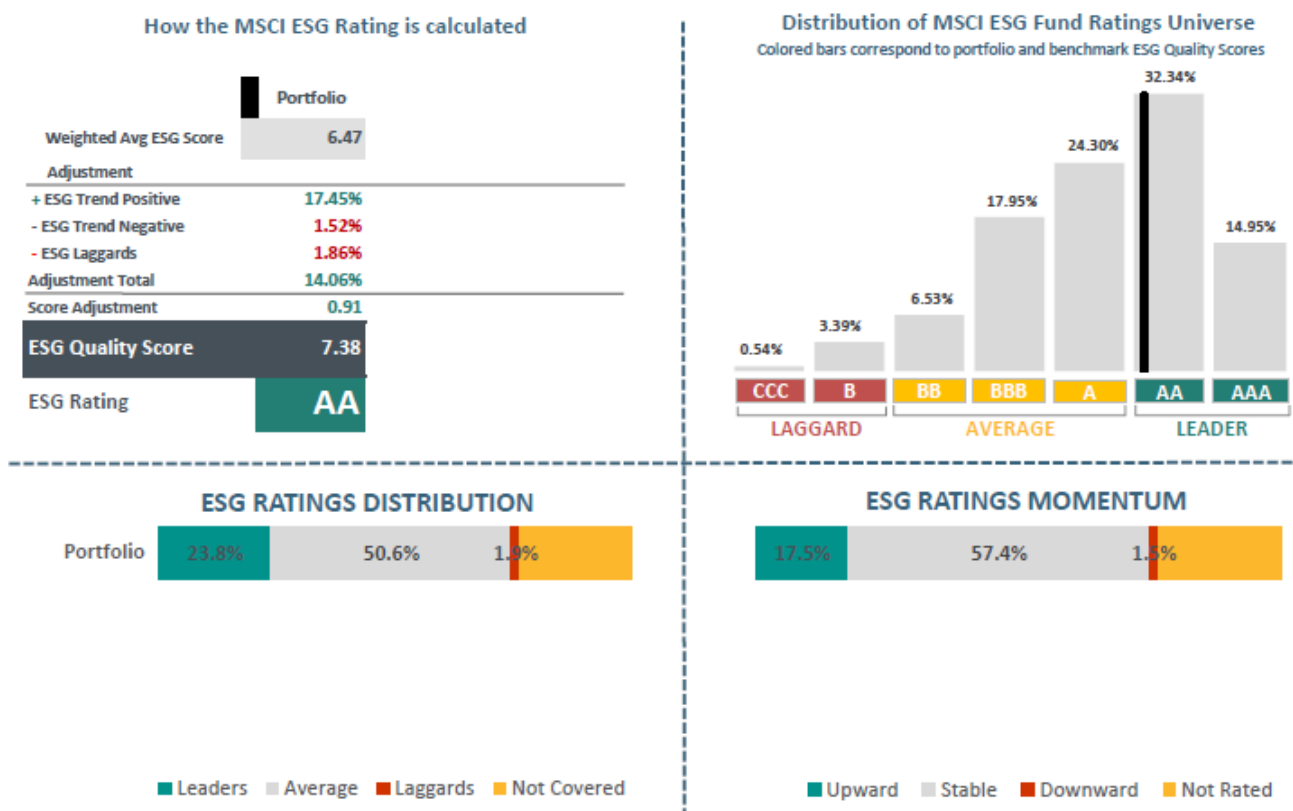 How the MSCI ESG Rating is calculated
Portfolio
Weighted Avg ESG Score 6.47
Adjustment
+ ESG Trend Positive 17.45%
- ESG Trend Negative 1.52%
- ESG Laggards 1.86%
Adjustment Total 14.06%
Score Adjustment 0.91
ESG Quality Score 7.38
ESG Rating AA
Distribution of MSCI ESG Fund Ratings Universe
Colored bars correspond to portfolio and benchmark ESG Quality Scores
32.34%
24.30%
17.95%
14.95%
6.53%
3.39%
0.54%
CCC B BB BBB A AA AAA
LAGGARD AVERAGE LEADER
ESG RATINGS DISTRIBUTION
Portfolio 23.8% 50.6% 1.9%
Leaders Average Laggards Not Covered
ESG RATINGS MOMENTUM
17.5% 57.4% 1.5%
Upward Stable Downward Not Rated